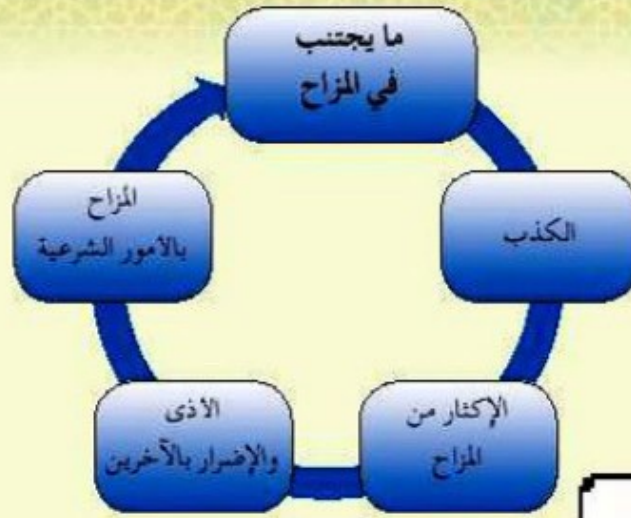 ما يجتنب
في المزاح
الكذب
الإكثار من
المزاح
الأذى
والإضرار بالآخرين
المزاح
بالأمور الشرعية